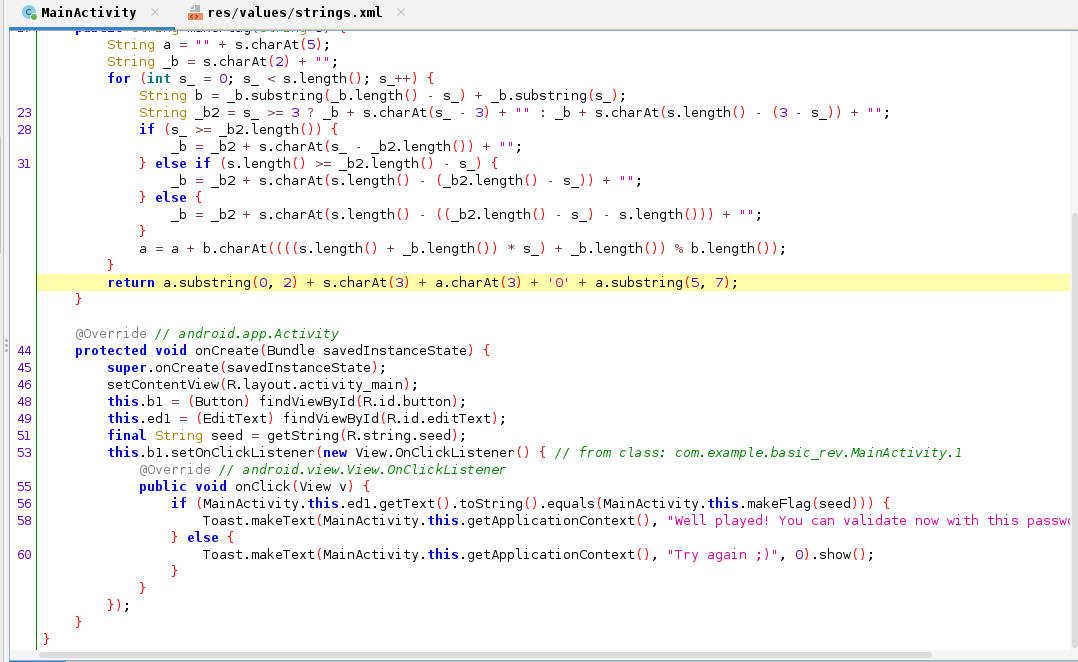 MainActivity × res/values/strings.xml ×
String a = "" + s.charAt(5);
String _b = s.charAt(2) + "";
for (int s_ = 0; s_ < s.length(); s_++) {
String b = _b.substring(_b.length() - s_) + _b.substring(s_);
23 String _b2 = s_ >= 3 ? _b + s.charAt(s_ - 3) + "" : _b + s.charAt(s.length() - (3 - s_)) + "";
28 if (s_ >= _b2.length()) {
_b = _b2 + s.charAt(s_ - _b2.length()) + "";
31 } else if (s.length() >= _b2.length() - s_) {
_b = _b2 + s.charAt(s.length() - (_b2.length() - s_)) + "";
} else {
_b = _b2 + s.charAt(s.length() - ((_b2.length() - s_) - s.length())) + "";
}
a = a + b.charAt((((s.length() + _b.length()) * s_) + _b.length()) % b.length());
}
return a.substring(0, 2) + s.charAt(3) + a.charAt(3) + '0' + a.substring(5, 7);
}
@Override // android.app.Activity
44 protected void onCreate(Bundle savedInstanceState) {
45 super.onCreate(savedInstanceState);
46 setContentView(R.layout.activity_main);
48 this.b1 = (Button) findViewById(R.id.button);
49 this.ed1 = (EditText) findViewById(R.id.editText);
51 final String seed = getString(R.string.seed);
53 this.b1.setOnClickListener(new View.OnClickListener() { // from class: com.example.basic_rev.MainActivity.1
@Override // android.view.View.OnClickListener
55 public void onClick(View v) {
56 if (MainActivity.this.ed1.getText().toString().equals(MainActivity.this.makeFlag(seed))) {
58 Toast.makeText(MainActivity.this.getApplicationContext(), "Well played! You can validate now with this
} else {
60 Toast.makeText(MainActivity.this.getApplicationContext(), "Try again ;)", 0).show();
}
}
});
}
}